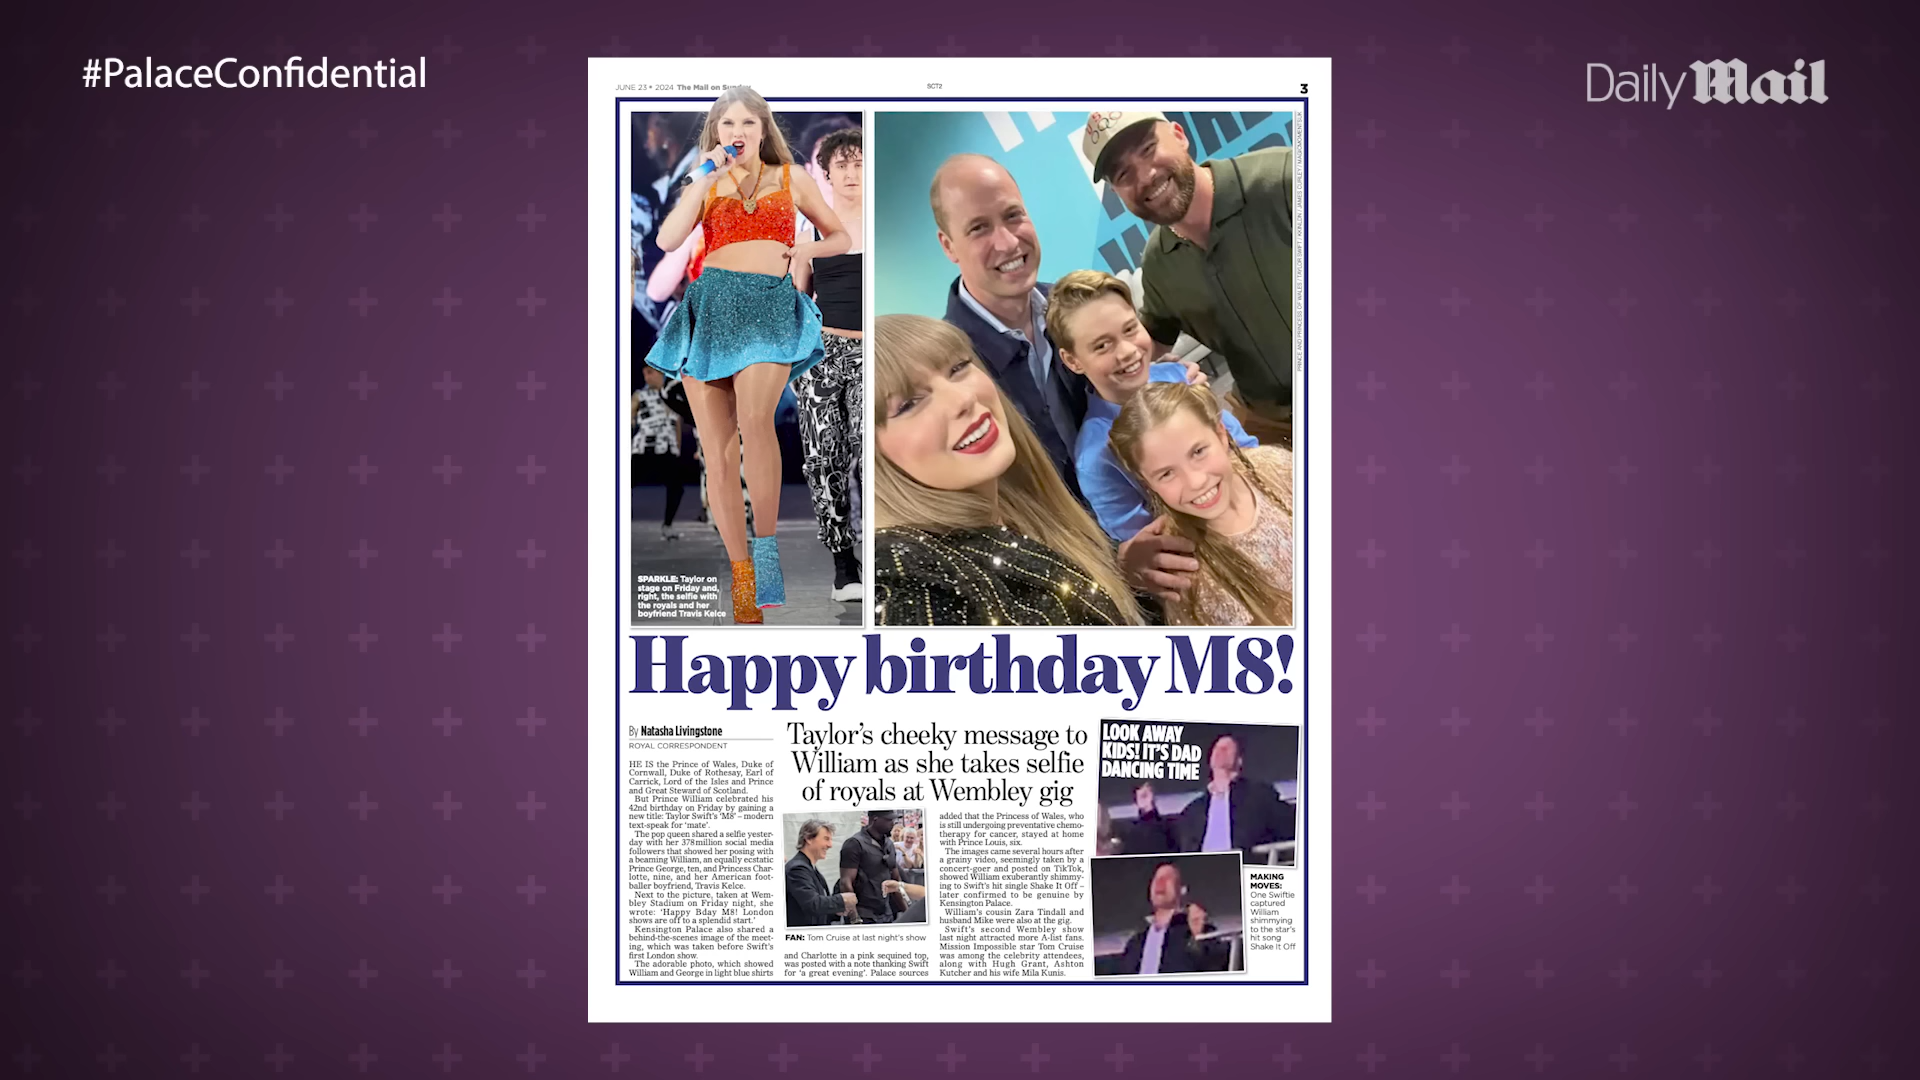 #PalaceConfidential
Daily Mail
JUNE 23 • 2024 The Mail on Sunday
SCT2
3
SPARKLE: Taylor on
stage on Friday and,
right, the selfie with
the royals and her
boyfriend Travis Kelce
Happy birthday M8!
By Natasha Livingstone
ROYAL CORRESPONDENT
HE IS the Prince of Wales, Duke of
Cornwall, Duke of Rothesay, Earl of
Carrick, Lord of the Isles and Prince
and Great Steward of Scotland.
But Prince William celebrated his
42nd birthday on Friday by gaining a
new title: Taylor Swift's 'M8' – modern
text-speak for 'mate'.
The pop queen shared a selfie yester-
day with her 378million social media
followers that showed her posing with
a beaming William, an equally ecstatic
Prince George, ten, and Princess Char-
lotte, nine, and her American foot-
baller boyfriend, Travis Kelce.
Next to the picture, taken at Wem-
bley Stadium on Friday night, she
wrote: 'Happy Bday M8! London
shows are off to a splendid start.'
Kensington Palace also shared a
behind-the-scenes image of the meet-
ing, which was taken before Swift's
first London show.
The adorable photo, which showed
William and George in light blue shirts
Taylor's cheeky message to
William as she takes selfie
of royals at Wembley gig
FAN: Tom Cruise at last night's show
and Charlotte in a pink sequined top,
was posted with a note thanking Swift
for 'a great evening'. Palace sources
added that the Princess of Wales, who
is still undergoing preventative chemo-
therapy for cancer, stayed at home
with Prince Louis, six.
The images came several hours after
a grainy video, seemingly taken by a
concert-goer and posted on TikTok,
showed William exuberantly shimmy-
ing to Swift's hit single Shake It Off –
later confirmed to be genuine by
Kensington Palace.
William's cousin Zara Tindall and
husband Mike were also at the gig.
Swift's second Wembley show
last night attracted more A-list fans.
Mission Impossible star Tom Cruise
was among the celebrity attendees,
along with Hugh Grant, Ashton
Kutcher and his wife Mila Kunis.
LOOK AWAY
KIDS! IT'S DAD
DANCING TIME
MAKING
MOVES:
One Swiftie
captured
William
shimmying
to the star's
hit song
Shake It Off